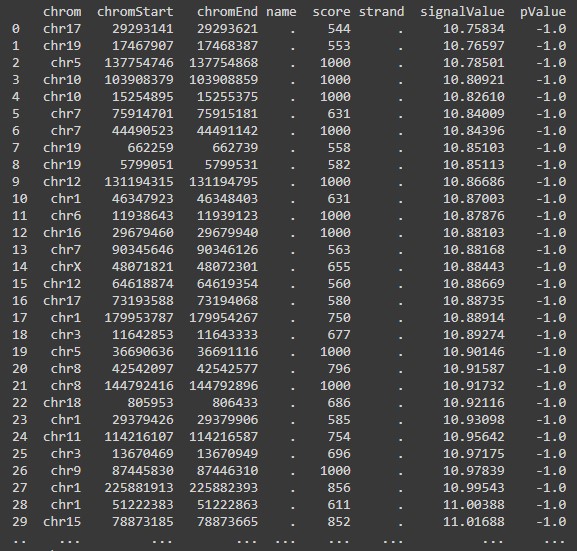 chrom chromStart chromEnd name score strand signalValue pValue
0 chr17 29293141 29293621 . 544 . 10.75834 -1.0
1 chr19 17467907 17468387 . 553 . 10.76597 -1.0
2 chr5 137754746 137754868 . 1000 . 10.78501 -1.0
3 chr10 103908379 103908859 . 1000 . 10.80921 -1.0
4 chr10 15254895 15255375 . 1000 . 10.82610 -1.0
5 chr7 75914701 75915181 . 631 . 10.84009 -1.0
6 chr7 44490523 44491142 . 1000 . 10.84396 -1.0
7 chr19 662259 662739 . 558 . 10.85103 -1.0
8 chr19 5799051 5799531 . 582 . 10.85113 -1.0
9 chr12 131194315 131194795 . 1000 . 10.86686 -1.0
10 chr1 46347923 46348403 . 631 . 10.87003 -1.0
11 chr6 11938643 11939123 . 1000 . 10.87876 -1.0
12 chr16 29679460 29679940 . 1000 . 10.88103 -1.0
13 chr7 90345646 90346126 . 563 . 10.88168 -1.0
14 chrX 48071821 48072301 . 655 . 10.88443 -1.0
15 chr12 64618874 64619354 . 560 . 10.88669 -1.0
16 chr17 73193588 73194068 . 580 . 10.88735 -1.0
17 chr1 179953787 179954267 . 750 . 10.88914 -1.0
18 chr3 11642853 11643333 . 677 . 10.89274 -1.0
19 chr5 36690636 36691116 . 1000 . 10.90146 -1.0
20 chr8 42542097 42542577 . 796 . 10.91587 -1.0
21 chr8 144792416 144792896 . 1000 . 10.91732 -1.0
22 chr18 805953 806433 . 686 . 10.92116 -1.0
23 chr1 29379426 29379906 . 585 . 10.93098 -1.0
24 chr11 114216107 114216587 . 754 . 10.95642 -1.0
25 chr3 13670469 13670949 . 696 . 10.97175 -1.0
26 chr9 87445830 87446310 . 1000 . 10.97839 -1.0
27 chr1 225881913 225882393 . 856 . 10.99543 -1.0
28 chr1 51222383 51222863 . 611 . 11.00388 -1.0
29 chr15 78873185 78873665 . 852 . 11.01688 -1.0
.. ... ... ... ... ... ... ... ...